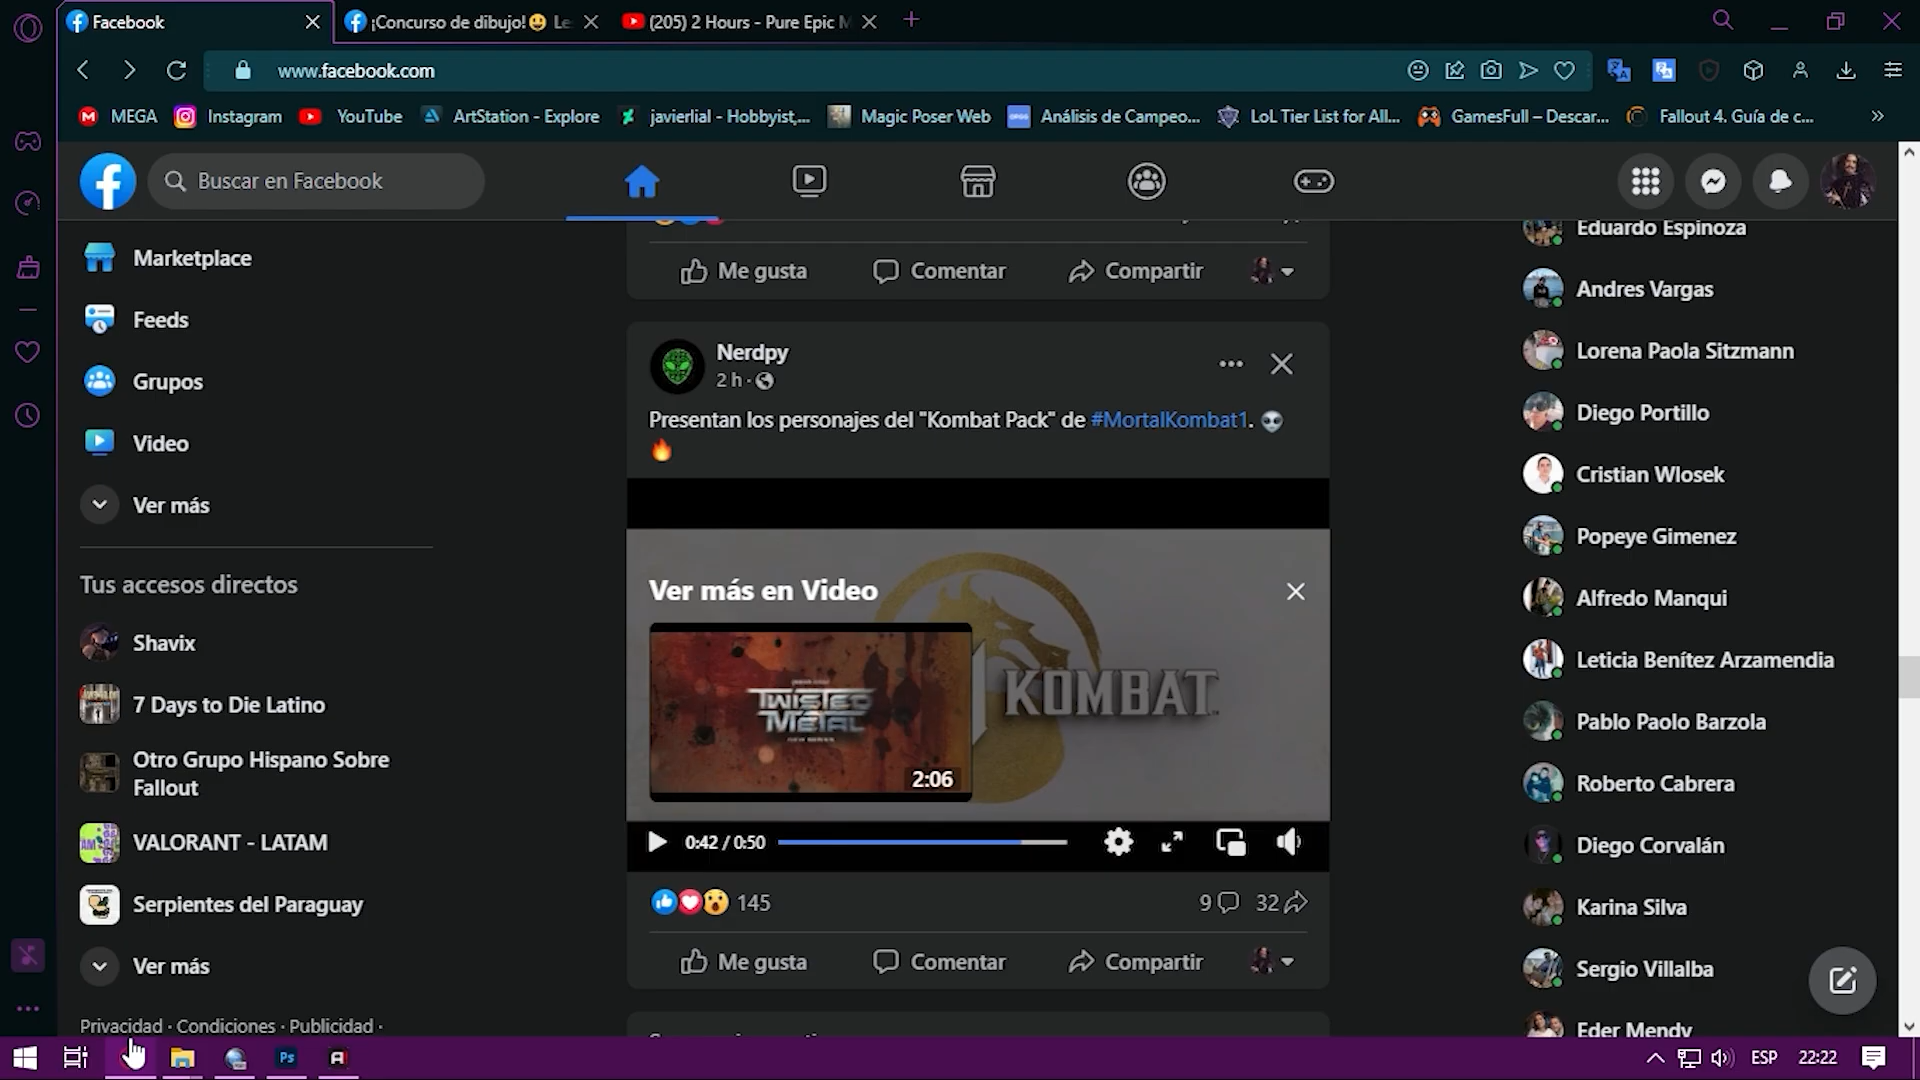 Facebook
¡Concurso de dibujo!😀 Le
(205) 2 Hours - Pure Epic M
www.facebook.com
MEGA
Instagram
YouTube
ArtStation - Explore
javierlial - Hobbyist,...
Magic Poser Web
Análisis de Campeo...
LoL Tier List for All...
GamesFull – Descar...
Fallout 4. Guía de c...
Buscar en Facebook
Marketplace
Feeds
Grupos
Video
Ver más
Tus accesos directos
Shavix
7 Days to Die Latino
Otro Grupo Hispano Sobre
Fallout
VALORANT - LATAM
Serpientes del Paraguay
Ver más
Privacidad · Condiciones · Publicidad ·
Me gusta
Comentar
Compartir
Nerdpy
2 h ·
Presentan los personajes del "Kombat Pack" de #MortalKombat1. 👽
🔥
Ver más en Video
TWISTED
METAL
2:06
KOMBAT
0:42 / 0:50
145
9
32
Me gusta
Comentar
Compartir
Eduardo Espinoza
Andres Vargas
Lorena Paola Sitzmann
Diego Portillo
Cristian Wlosek
Popeye Gimenez
Alfredo Manqui
Leticia Benítez Arzamendia
Pablo Paolo Barzola
Roberto Cabrera
Diego Corvalán
Karina Silva
Sergio Villalba
Eder Mendy
Ps
ESP
22:22